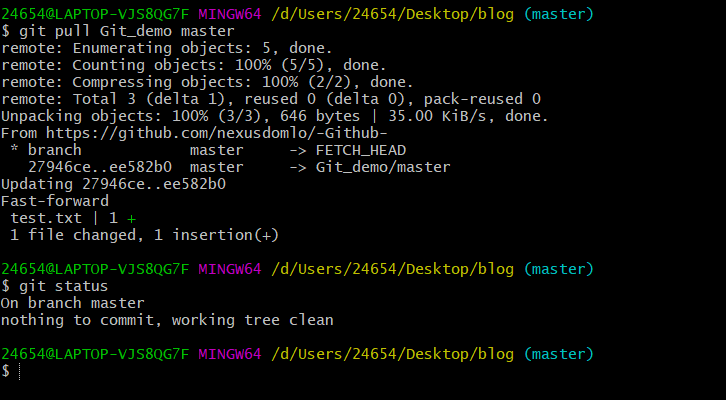 24654@LAPTOP-VJS8QG7F MINGW64 /d/Users/24654/Desktop/blog (master)
$ git pull Git_demo master
remote: Enumerating objects: 5, done.
remote: Counting objects: 100% (5/5), done.
remote: Compressing objects: 100% (2/2), done.
remote: Total 3 (delta 1), reused 0 (delta 0), pack-reused 0
Unpacking objects: 100% (3/3), 646 bytes | 35.00 KiB/s, done.
From https://github.com/nexusdomlo/-Github-
 * branch            master     -> FETCH_HEAD
   27946ce..ee582b0  master     -> Git_demo/master
Updating 27946ce..ee582b0
Fast-forward
 test.txt | 1 +
 1 file changed, 1 insertion(+)
24654@LAPTOP-VJS8QG7F MINGW64 /d/Users/24654/Desktop/blog (master)
$ git status
On branch master
nothing to commit, working tree clean
24654@LAPTOP-VJS8QG7F MINGW64 /d/Users/24654/Desktop/blog (master)
$